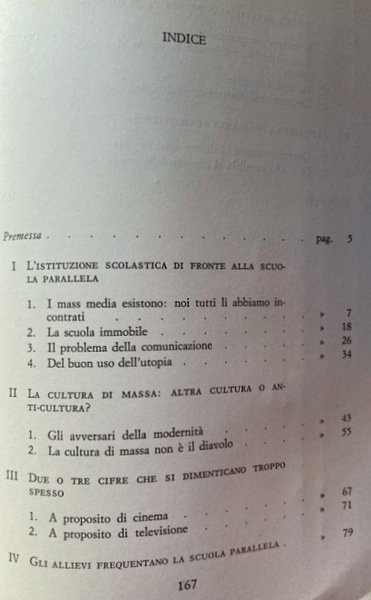 INDICE
Premessa . . . . . . . . . . . . . pag. 5
I L'ISTITUZIONE SCOLASTICA DI FRONTE ALLA SCUO-
LA PARALLELA
1. I mass media esistono: noi tutti li abbiamo in-
contrati . . . . . . . . . . » 7
2. La scuola immobile . . . . . . . » 18
3. Il problema della comunicazione . . . . » 26
4. Del buon uso dell'utopia . . . . . . » 34
II LA CULTURA DI MASSA: ALTRA CULTURA O AN-
TI-CULTURA?
1. Gli avversari della modernità . . . . . » 43
2. La cultura di massa non è il diavolo . . . » 55
III DUE O TRE CIFRE CHE SI DIMENTICANO TROPPO
SPESSO
1. A proposito di cinema . . . . . . » 67
2. A proposito di televisione . . . . . » 71
IV GLI ALLIEVI FREQUENTANO LA SCUOLA PARALLELA . » 79
167